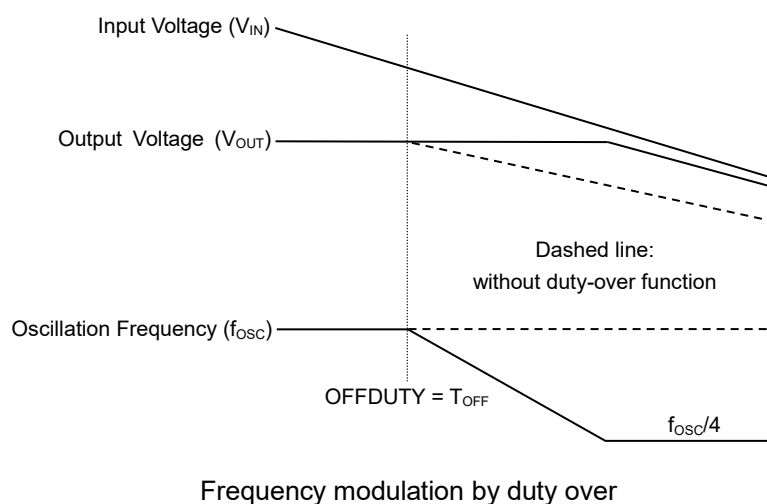 Input Voltage (VIN)
Output Voltage (VOUT)
Dashed line:
without duty-over function
Oscillation Frequency (fOSC)
OFFDUTY = TOFF
fOSC/4
Frequency modulation by duty over